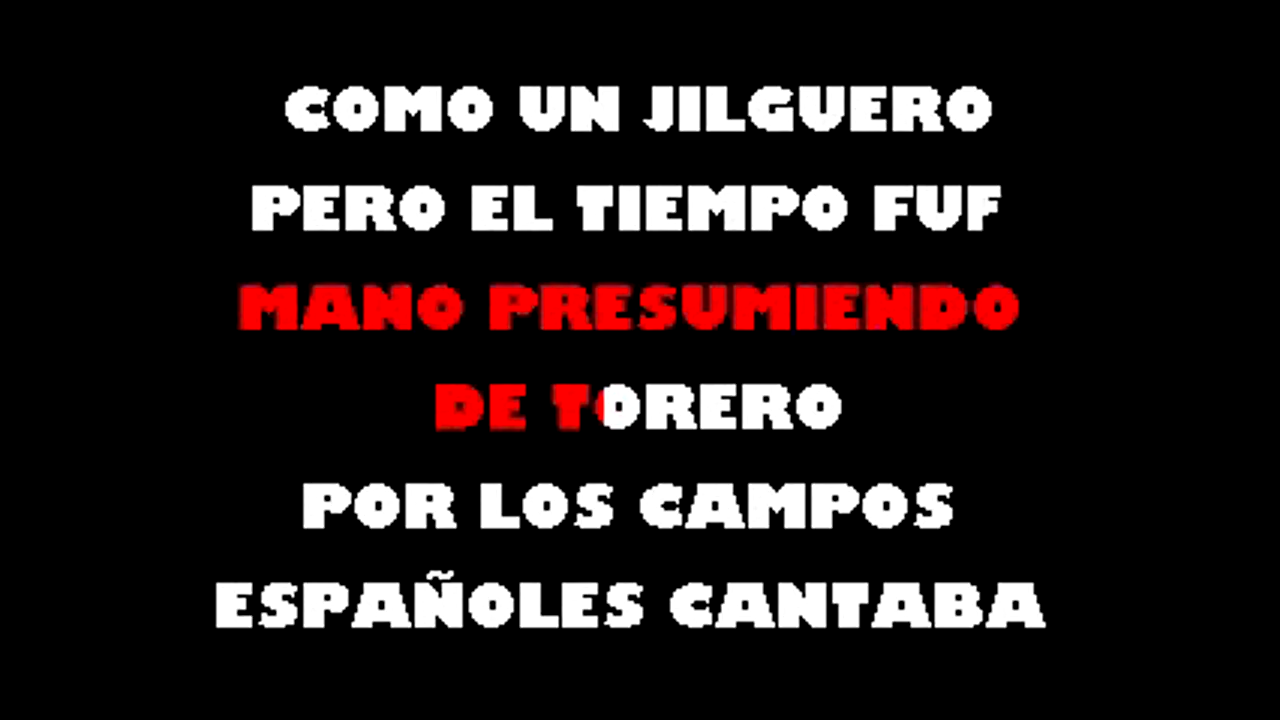 COMO UN JILGUERO
PERO EL TIEMPO FUF
MANO PRESUMIENDO
DE TORERO
POR LOS CAMPOS
ESPAÑOLES CANTABA